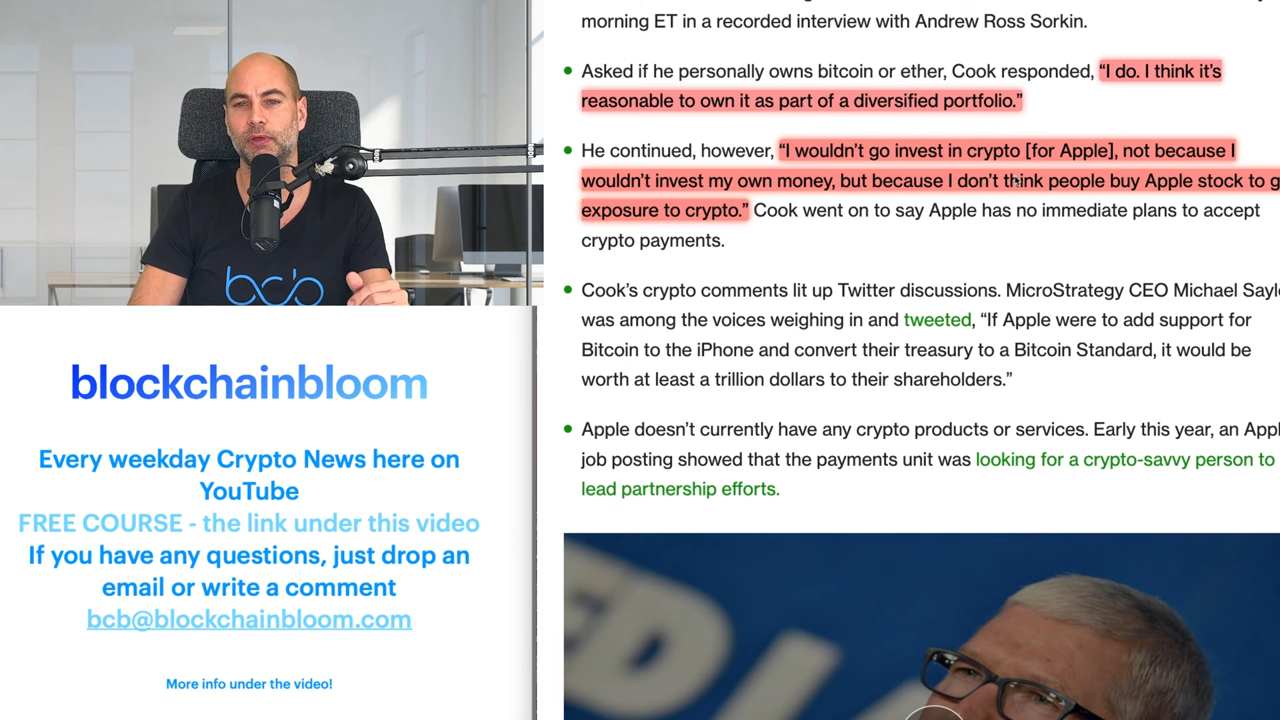 bcb
blockchainbloom
Every weekday Crypto News here on
YouTube
FREE COURSE - the link under this video
If you have any questions, just drop an
email or write a comment
bcb@blockchainbloom.com
More info under the video!
morning ET in a recorded interview with Andrew Ross Sorkin.
Asked if he personally owns bitcoin or ether, Cook responded, “I do. I think it’s
reasonable to own it as part of a diversified portfolio.”
He continued, however, “I wouldn’t go invest in crypto [for Apple], not because I
wouldn’t invest my own money, but because I don’t think people buy Apple stock to
exposure to crypto.” Cook went on to say Apple has no immediate plans to accept
crypto payments.
Cook’s crypto comments lit up Twitter discussions. MicroStrategy CEO Michael
was among the voices weighing in and tweeted, “If Apple were to add support for
Bitcoin to the iPhone and convert their treasury to a Bitcoin Standard, it would be
worth at least a trillion dollars to their shareholders.”
Apple doesn’t currently have any crypto products or services. Early this year, an
job posting showed that the payments unit was looking for a crypto-savvy person to
lead partnership efforts.